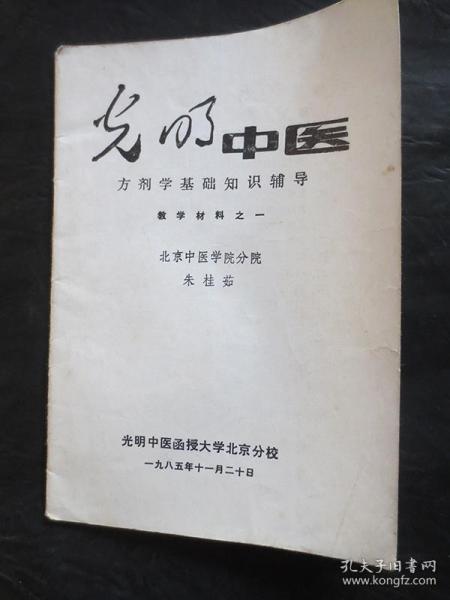 光明中医
方剂学基础知识辅导
教学材料之一
北京中医学院分院
朱桂茹
光明中医函授大学北京分校
一九八五年十一月二十日
孔夫子旧书网
www.kongfz.com